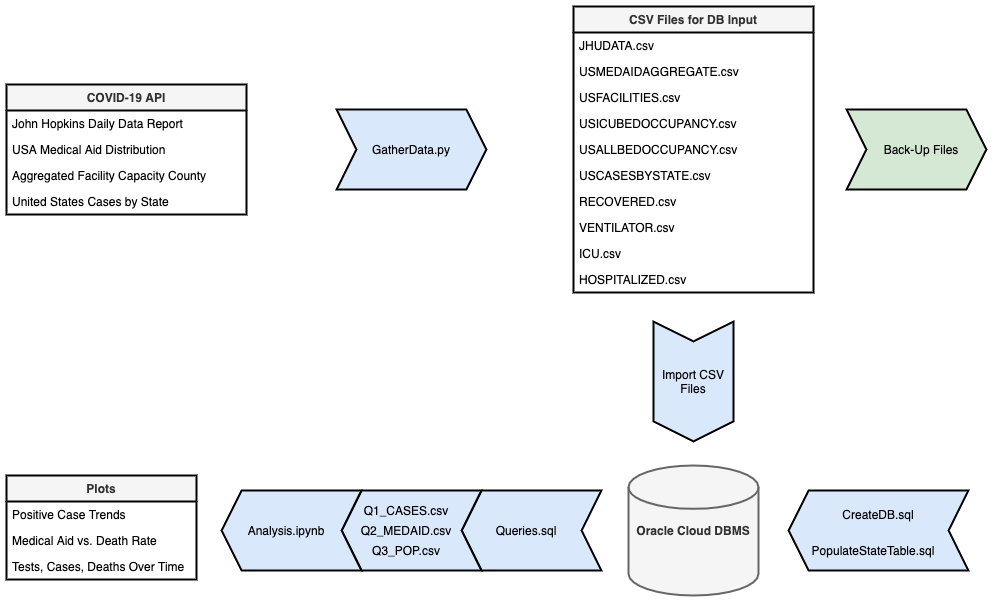 COVID-19 API
John Hopkins Daily Data Report
USA Medical Aid Distribution
Aggregated Facility Capacity County
United States Cases by State
GatherData.py
CSV Files for DB Input
JHUDATA.csv
USMEDAIDAGGREGATE.csv
USFACILITIES.csv
USICUBEDOCCUPANCY.csv
USALLBEDOCCUPANCY.csv
USCASESBYSTATE.csv
RECOVERED.csv
VENTILATOR.csv
ICU.csv
HOSPITALIZED.csv
Back-Up Files
Import CSV
Files
Plots
Positive Case Trends
Medical Aid vs. Death Rate
Tests, Cases, Deaths Over Time
Analysis.ipynb
Q1_CASES.csv
Q2_MEDAID.csv
Q3_POP.csv
Queries.sql
Oracle Cloud DBMS
CreateDB.sql
PopulateStateTable.sql